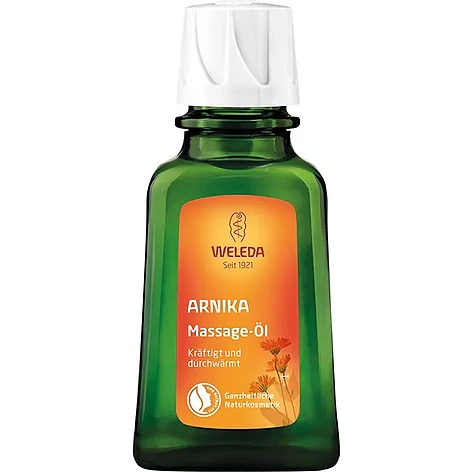 WELEDA
Seit 1921
ARNIKA
Massage-Öl
Kräftigt und
durchwärmt
Ganzheitliche
Naturkosmetik